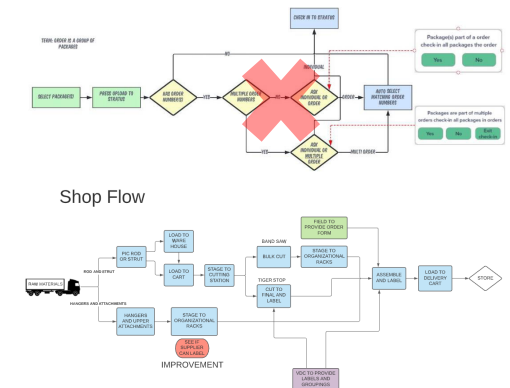 CHECK IN TO STRATUS
TERM: ORDER IS A GROUP OF
PACKAGES
Package(s) part of a order
check-in all packages the order
Yes
No
NO
INDIVIDUAL
SELECT PACKAGE(S)
PRESS UPLOAD TO
STRATUS
HAS ORDER
NUMBER(S)
YES
MULTIPLE ORDER
NUMBERS
NO
ASK
INDIVIDUAL OR
ORDER
ORDER
AUTO SELECT
MATCHING ORDER
NUMBERS
Packages are part of multiple
orders check-in all packages in orders
Yes
No
Edit
check-in
YES
ASK
INDIVIDUAL OR
MULTIPLE
ORDER
MULTI ORDER
Shop Flow
FIELD TO
PROVIDE ORDER
FORM
LOAD TO
WARE
HOUSE
PIC ROD
OR STRUT
BAND SAW
BULK CUT
STAGE TO
ORGANIZATIONAL
RACKS
ROD AND STRUT
LOAD TO
CART
STAGE TO
CUTTING
STATION
TIGER STOP
ASSEMBLE
AND LABEL
LOAD TO
DELIVERY
CART
STORE
RAW MATERIALS
CUT TO
FINAL AND
LABEL
HANGERS AND ATTACHMENTS
HANGERS
AND UPPER
ATTACHMENTS
STAGE TO
ORGANIZATIONAL
RACKS
SEE IF
SUPPLIER
CAN LABEL
IMPROVEMENT
VDC TO PROVIDE
LABELS AND
GROUPINGS